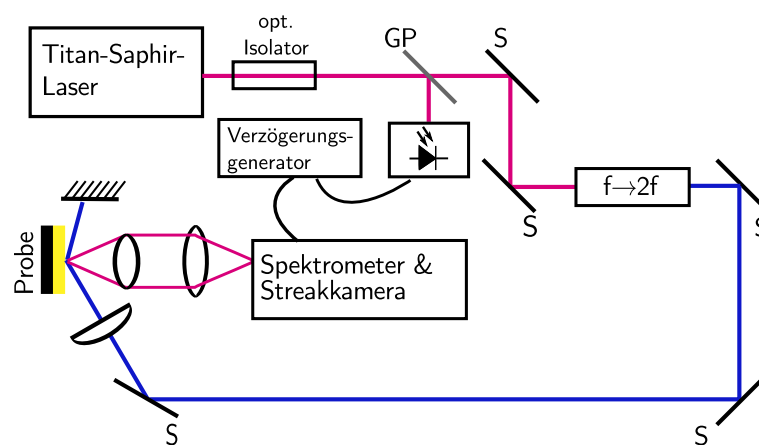 opt.
Isolator
GP
S
Titan-Saphir-
Laser
Verzögerungs-
generator
S
f→2f
S
Probe
Spektrometer &
Streakkamera
S
S